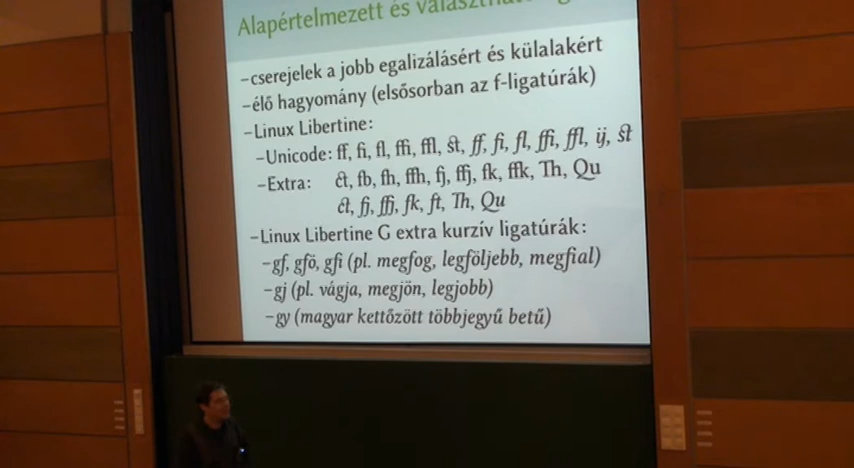 Alapértelmezett és
–cserejelek a jobb egalizálásért és külalakért
–élő hagyomány (elsősorban az f-ligatúrák)
–Linux Libertine:
–Unicode: ff, fi, fl, ffi, ffl, st, ff, fi, fl, ffi, ffl, ij, st
–Extra: ct, fb, fh, ffh, fj, ffj, fk, ffk, Th, Qu
ct, fj, ffj, fk, ft, Th, Qu
–Linux Libertine G extra kurzív ligatúrák:
–gf, gfö, gfi (pl. megfog, legföljebb, megfial)
–gj (pl. vágja, megjön, legjobb)
–gy (magyar kettőzött többjegyű betű)